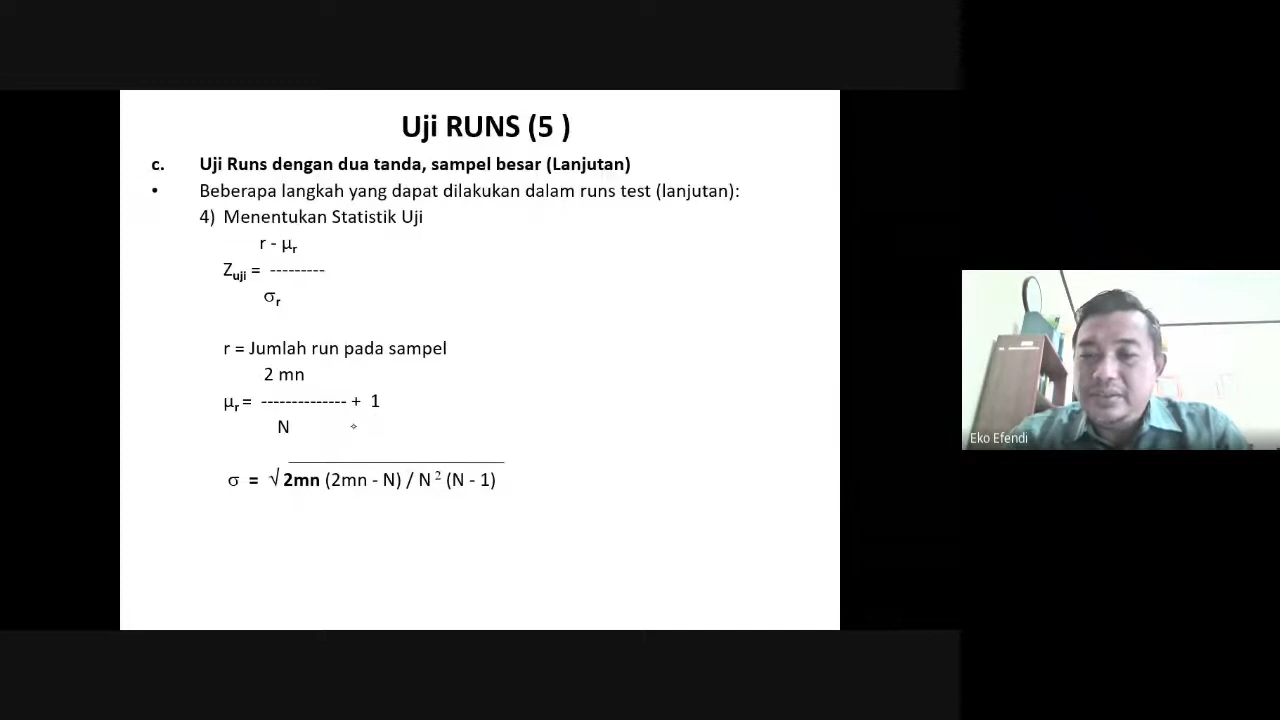 Uji RUNS (5 )
c. Uji Runs dengan dua tanda, sampel besar (Lanjutan)
• Beberapa langkah yang dapat dilakukan dalam runs test (lanjutan):
4) Menentukan Statistik Uji
r - μr
Zuji = ---------
σr
r = Jumlah run pada sampel
2 mn
μr = -------------- + 1
N
σ = √ 2mn (2mn - N) / N 2 (N - 1)
Eko Efendi